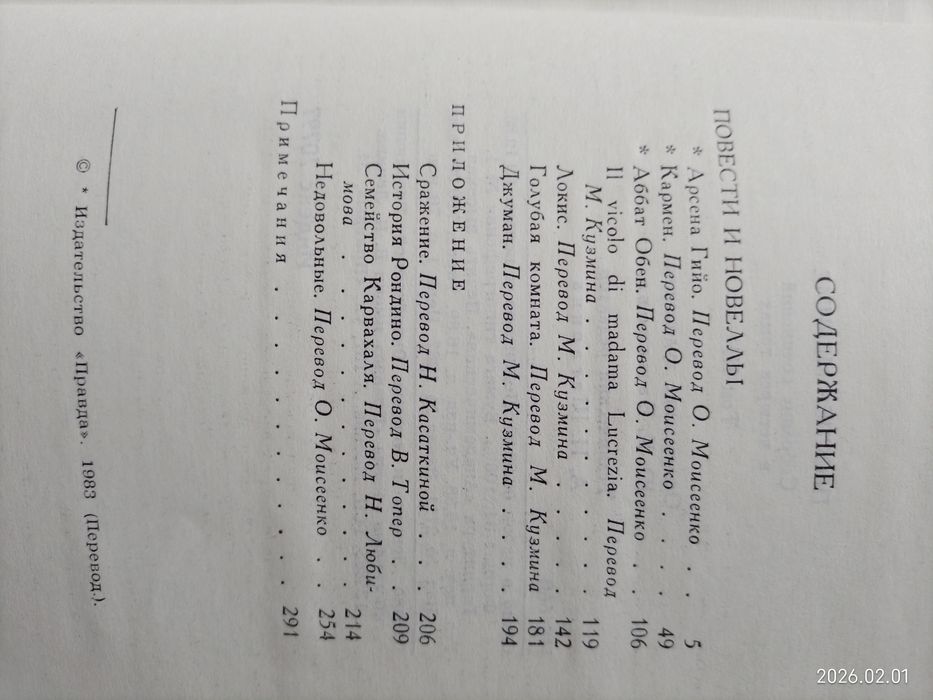 СОДЕРЖАНИЕ
ПОВЕСТИ И НОВЕЛЛЫ
* Арсена Гийо. Перевод О. Моисеенко . . 5
* Кармен. Перевод О. Моисеенко . . . . 49
* Аббат Обен. Перевод О. Моисеенко . . 106
Il vicolo di madama Lucrezia. Перевод
М. Кузмина . . . . . . . . . 119
Локис. Перевод М. Кузмина . . . . . 142
Голубая комната. Перевод М. Кузмина 181
Джуман. Перевод М. Кузмина . . . . 194
ПРИЛОЖЕНИЕ
Сражение. Перевод Н. Касаткиной . . . 206
История Рондино. Перевод В. Топер . . 209
Семейство Карвахаля. Перевод Н. Люби-
мова . . . . . . . . . . 214
Недовольные. Перевод О. Моисеенко . . 254
Примечания . . . . . . . . . . . 291
© * Издательство «Правда». 1983 (Перевод.).
2026.02.01